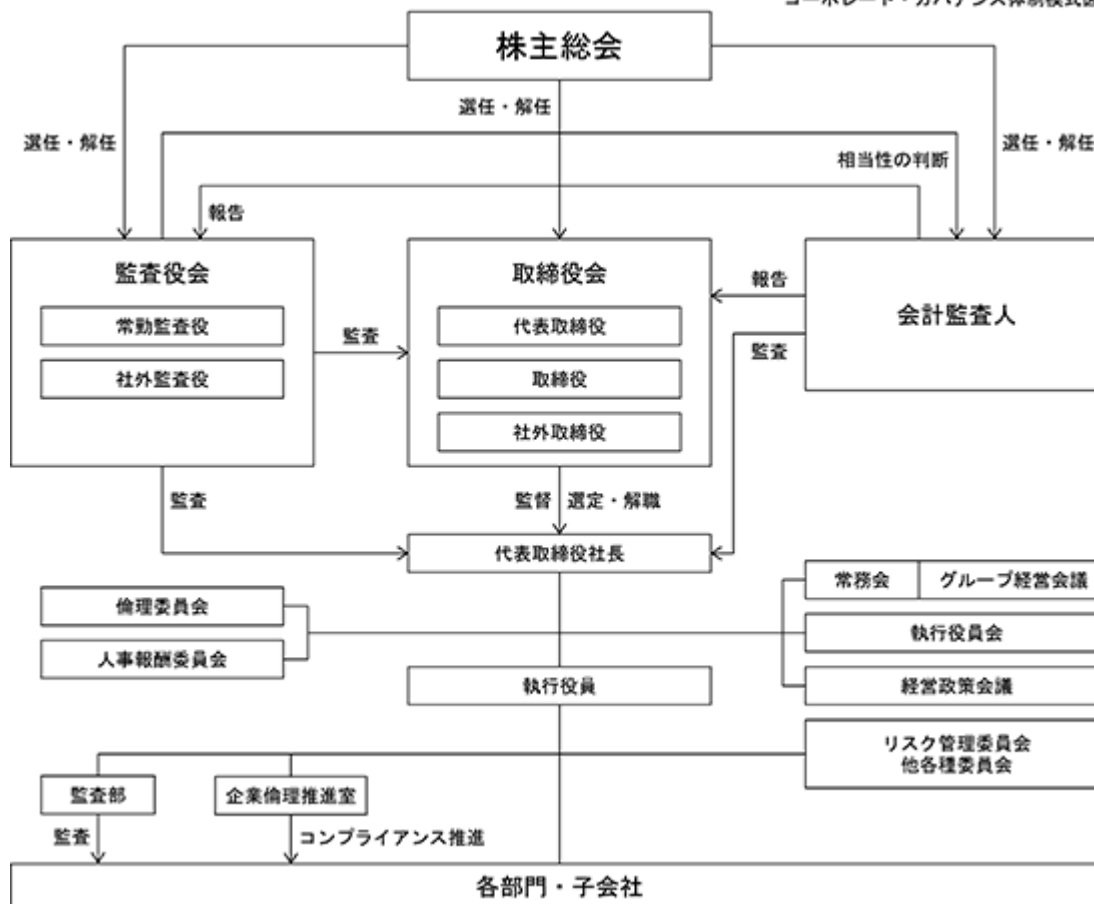 株主総会
選任・解任
選任・解任
選任・解任
相当性の判断
報告
監査役会
常勤監査役
社外監査役
監査
取締役会
代表取締役
取締役
社外取締役
報告
監査
会計監査人
監査
監督 選定・解職
代表取締役社長
倫理委員会
人事報酬委員会
常務会 グループ経営会議
執行役員会
経営政策会議
執行役員
リスク管理委員会
他各種委員会
監査部
企業倫理推進室
監査
コンプライアンス推進
各部門・子会社